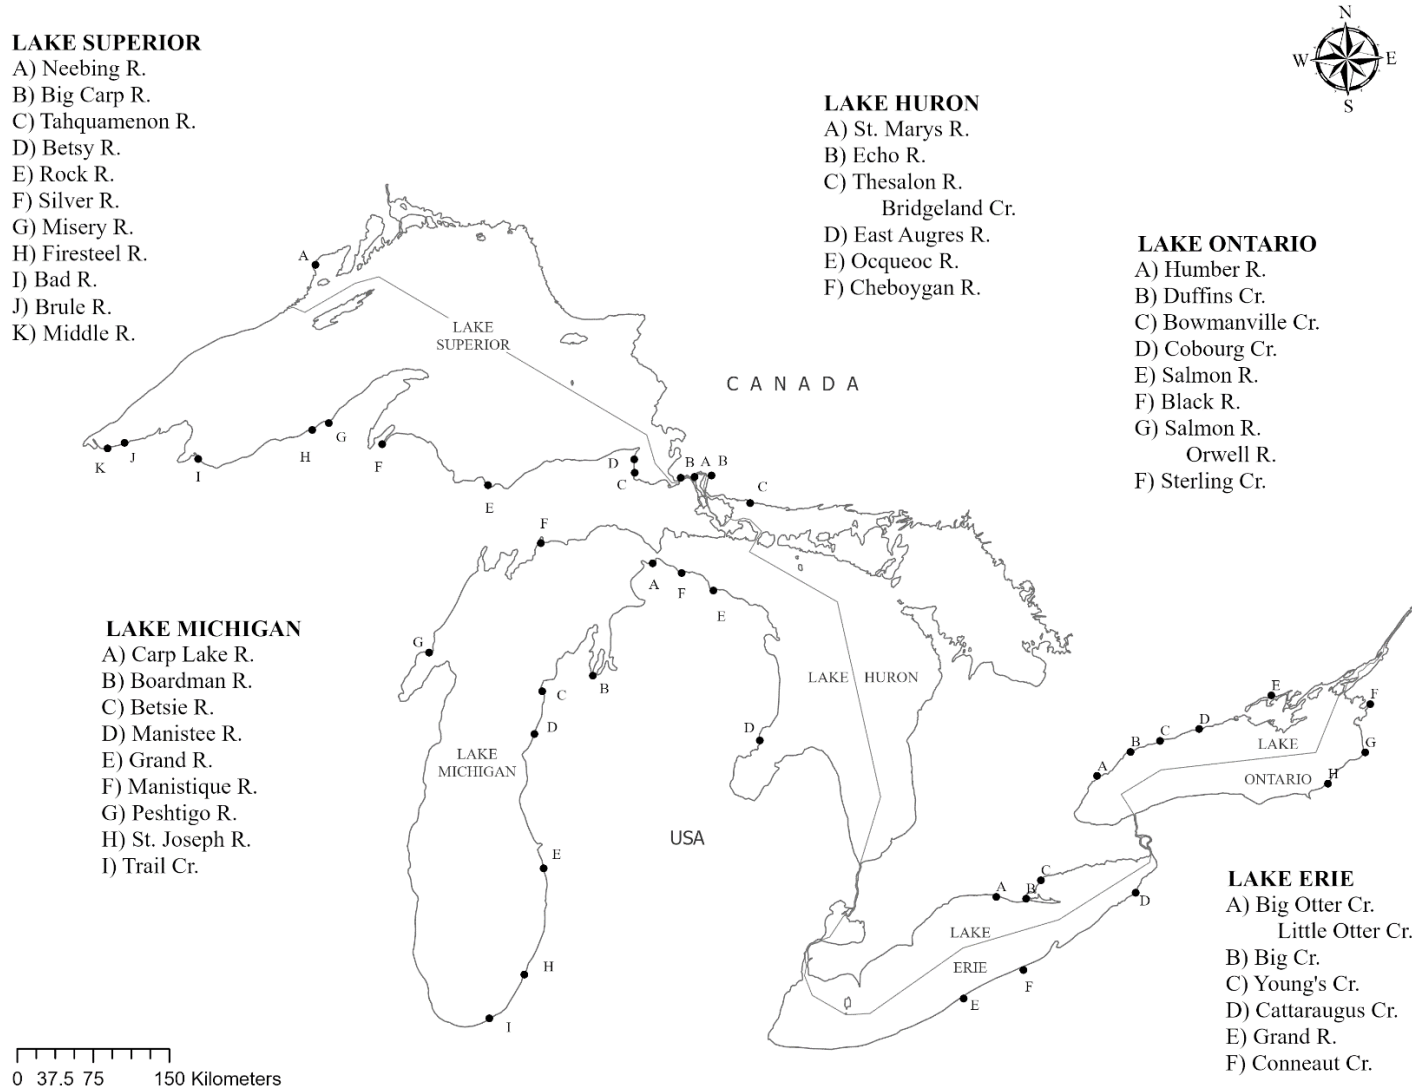 LAKE SUPERIOR
A) Neebing R.
B) Big Carp R.
C) Tahquamenon R.
D) Betsy R.
E) Rock R.
F) Silver R.
G) Misery R.
H) Firesteel R.
I) Bad R.
J) Brule R.
K) Middle R.
N
W E
S
LAKE HURON
A) St. Marys R.
B) Echo R.
C) Thesalon R.
Bridgeland Cr.
D) East Augres R.
E) Ocqueoc R.
F) Cheboygan R.
LAKE ONTARIO
A) Humber R.
B) Duffins Cr.
C) Bowmanville Cr.
D) Cobourg Cr.
E) Salmon R.
F) Black R.
G) Salmon R.
Orwell R.
F) Sterling Cr.
A
LAKE
SUPERIOR
CANADA
G
H
K
J
I
F
E
D
C
B A B
C
F
A
F
E
G
B
C
D
LAKE HURON
D
LAKE
MICHIGAN
E
H
I
USA
LAKE MICHIGAN
A) Carp Lake R.
B) Boardman R.
C) Betsie R.
D) Manistee R.
E) Grand R.
F) Manistique R.
G) Peshtigo R.
H) St. Joseph R.
I) Trail Cr.
E
F
D
C
B
A
G
H
LAKE
ONTARIO
C
A
B
D
LAKE
ERIE
F
E
LAKE ERIE
A) Big Otter Cr.
Little Otter Cr.
B) Big Cr.
C) Young's Cr.
D) Cattaraugus Cr.
E) Grand R.
F) Conneaut Cr.
0 37.5 75 150 Kilometers